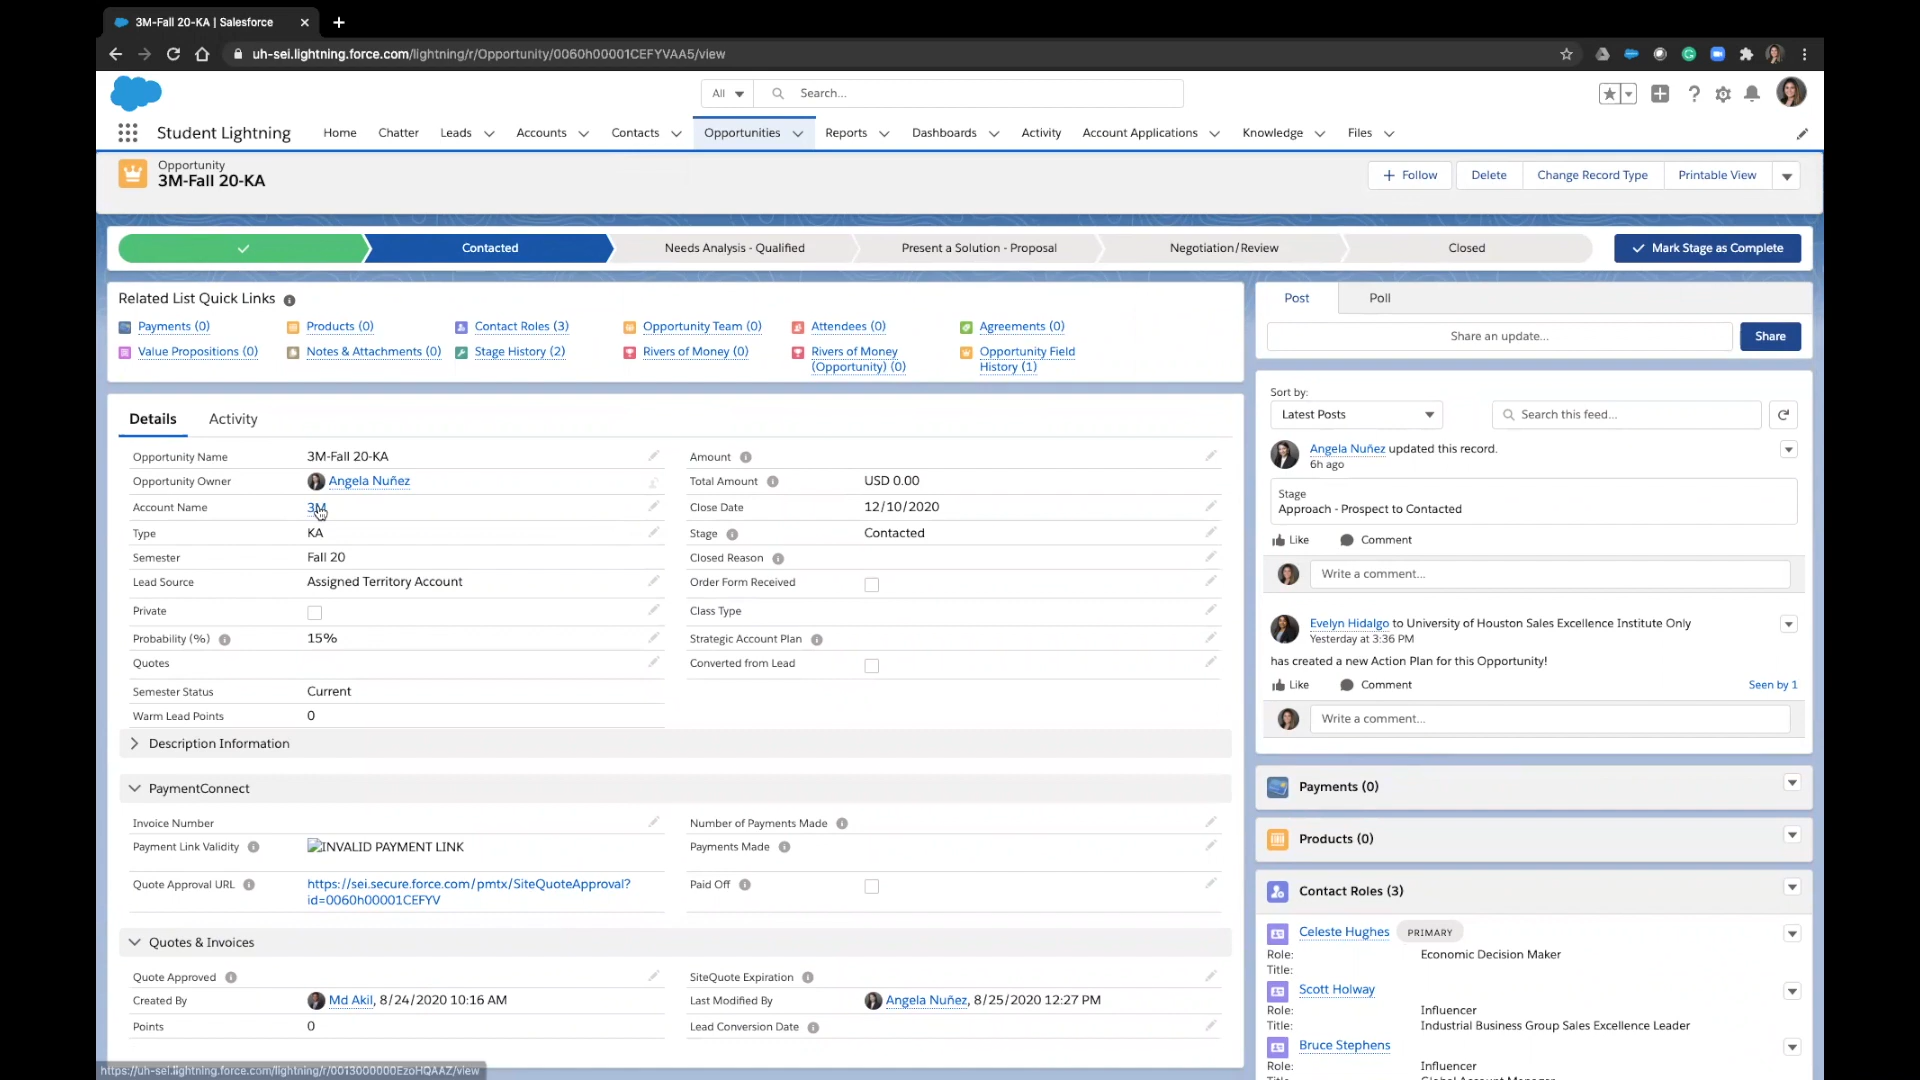 3M-Fall 20-KA | Salesforce
uh-sei.lightning.force.com/lightning/r/Opportunity/0060h00001CEFYVAA5/view
All
Search...
Student Lightning
Home
Chatter
Leads
Accounts
Contacts
Opportunities
Reports
Dashboards
Activity
Account Applications
Knowledge
Files
Opportunity
3M-Fall 20-KA
Follow
Delete
Change Record Type
Printable View
Contacted
Needs Analysis - Qualified
Present a Solution - Proposal
Negotiation/Review
Closed
Mark Stage as Complete
Related List Quick Links
Payments (0)
Products (0)
Contact Roles (3)
Opportunity Team (0)
Attendees (0)
Agreements (0)
Value Propositions (0)
Notes & Attachments (0)
Stage History (2)
Rivers of Money (0)
Rivers of Money
(Opportunity) (0)
Opportunity Field
History (1)
Details
Activity
Opportunity Name
3M-Fall 20-KA
Opportunity Owner
Angela Nuñez
Account Name
3M
Type
KA
Semester
Fall 20
Lead Source
Assigned Territory Account
Private
Probability (%)
15%
Quotes
Semester Status
Current
Warm Lead Points
0
Amount
Total Amount
USD 0.00
Close Date
12/10/2020
Stage
Contacted
Closed Reason
Order Form Received
Class Type
Strategic Account Plan
Converted from Lead
Description Information
PaymentConnect
Invoice Number
Payment Link Validity
INVALID PAYMENT LINK
Quote Approval URL
https://sei.secure.force.com/pmtx/SiteQuoteApproval?
id=0060h00001CEFYV
Number of Payments Made
Payments Made
Paid Off
Quotes & Invoices
Quote Approved
Created By
Md Akil, 8/24/2020 10:16 AM
Points
0
SiteQuote Expiration
Last Modified By
Angela Nuñez, 8/25/2020 12:27 PM
Lead Conversion Date
https://uh-sei.lightning.force.com/lightning/r/0013000000EzoHQAAZ/view
Post
Poll
Share an update...
Share
Sort by:
Latest Posts
Search this feed...
Angela Nuñez updated this record.
6h ago
Stage
Approach - Prospect to Contacted
Like
Comment
Write a comment...
Evelyn Hidalgo to University of Houston Sales Excellence Institute Only
Yesterday at 3:36 PM
has created a new Action Plan for this Opportunity!
Like
Comment
Seen by 1
Write a comment...
Payments (0)
Products (0)
Contact Roles (3)
Celeste Hughes
PRIMARY
Role:
Economic Decision Maker
Title:
Scott Holway
Role:
Influencer
Title:
Industrial Business Group Sales Excellence Leader
Bruce Stephens
Role:
Influencer
Title:
Global Account Manager